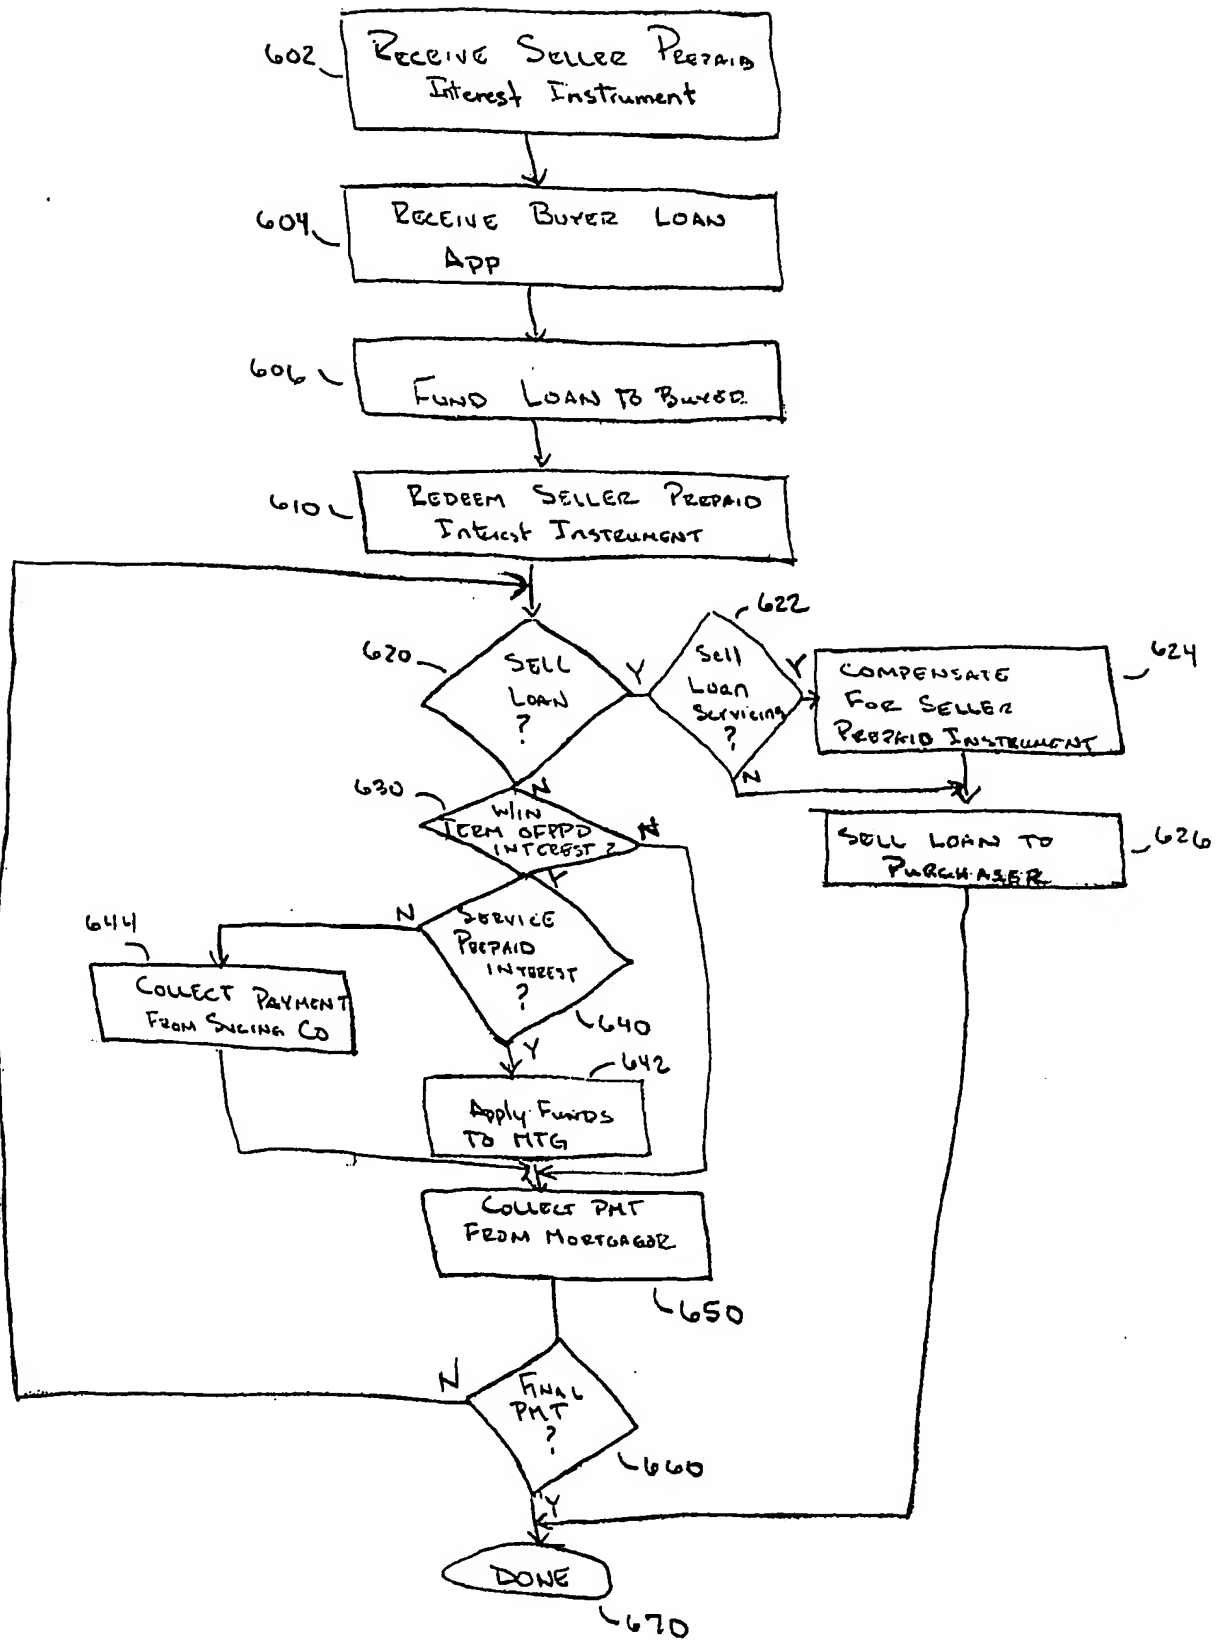 602
RECEIVE SELLER PREPAID
Interest Instrument
604
RECEIVE BUYER LOAN
APP
606
FUND LOAN TO BUYER
610
REDEEM SELLER PREPAID
Interest INSTRUMENT
620
SELL
LOAN
?
Y
N
622
Sell
Loan
Servicing
?
Y
N
624
COMPENSATE
FOR SELLER
PREPAID INSTRUMENT
626
SELL LOAN TO
PURCHASER
630
W/IN
TERM OF PPD
INTEREST?
N
Y
SERVICE
PREPAID
INTEREST
?
640
N
Y
644
COLLECT PAYMENT
FROM SVCING CO
642
Apply Funds
TO MTG
COLLECT PMT
FROM MORTGAGOR
650
FINAL
PMT
?
660
N
Y
DONE
670